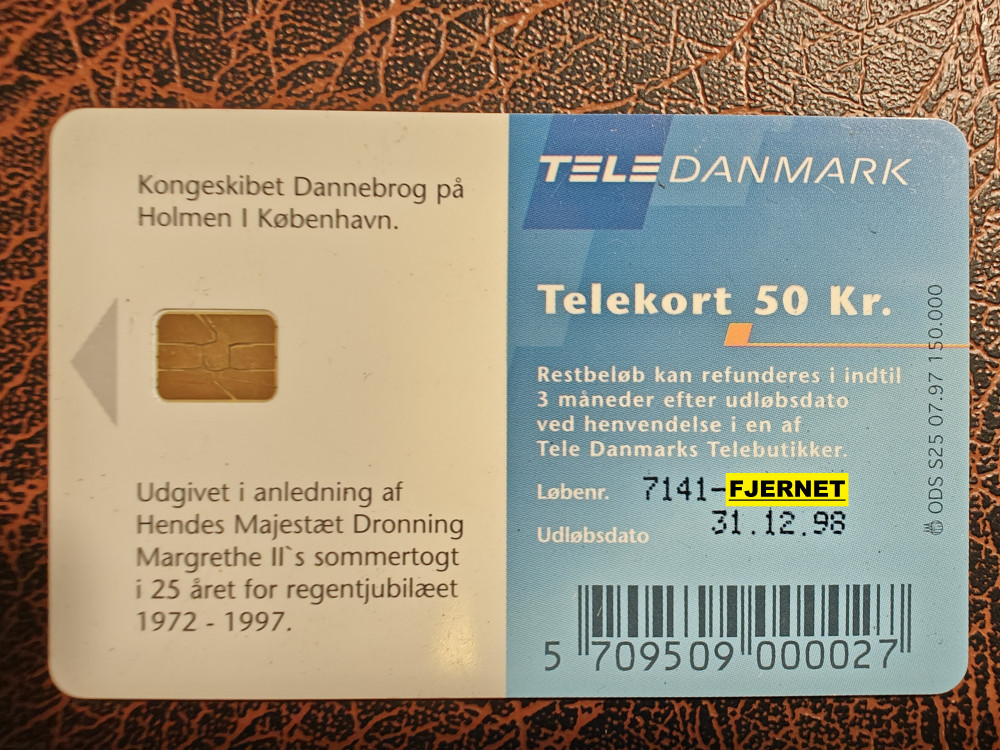 Kongeskibet Dannebrog på
Holmen I København.
Udgivet i anledning af
Hendes Majestæt Dronning
Margrethe II`s sommertogt
i 25 året for regentjubilæet
1972 - 1997.
TELE DANMARK
Telekort 50 Kr.
Restbeløb kan refunderes i indtil
3 måneder efter udløbsdato
ved henvendelse i en af
Tele Danmarks Telebutikker.
Løbenr. 7141-FJERNET
Udløbsdato 31.12.98
5 709509 000027
ODS S25 07.97 150.000